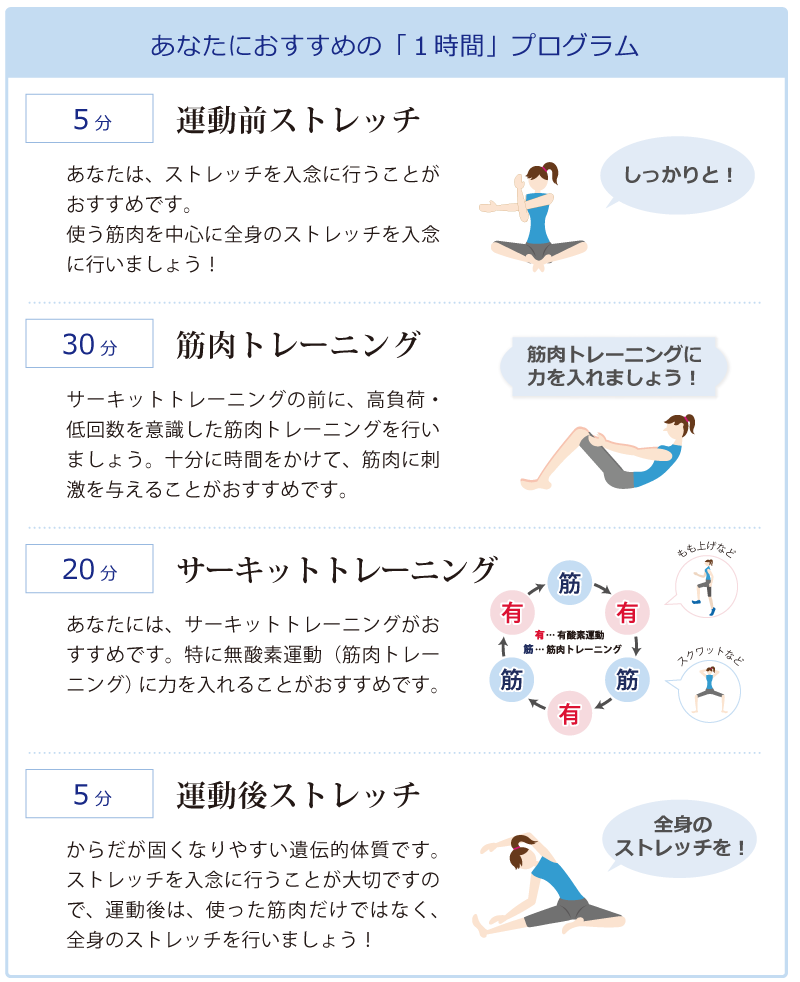 あなたにおすすめの「１時間」プログラム
5 分
運動前ストレッチ
あなたは、ストレッチを入念に行うことが
おすすめです。
使う筋肉を中心に全身のストレッチを入念
に行いましょう！
しっかりと！
30 分
筋肉トレーニング
サーキットトレーニングの前に、高負荷・
低回数を意識した筋肉トレーニングを行い
ましょう。十分に時間をかけて、筋肉に刺
激を与えることがおすすめです。
筋肉トレーニングに
力を入れましょう！
20 分
サーキットトレーニング
あなたには、サーキットトレーニングがお
すすめです。特に無酸素運動（筋肉トレー
ニング）に力を入れることがおすすめです。
筋
有
筋
有
筋
有
有…有酸素運動
筋…筋肉トレーニング
もも上げなど
スクワットなど
5 分
運動後ストレッチ
からだが固くなりやすい遺伝的体質です。
ストレッチを入念に行うことが大切ですの
で、運動後は、使った筋肉だけではなく、
全身のストレッチを行いましょう！
全身の
ストレッチを！